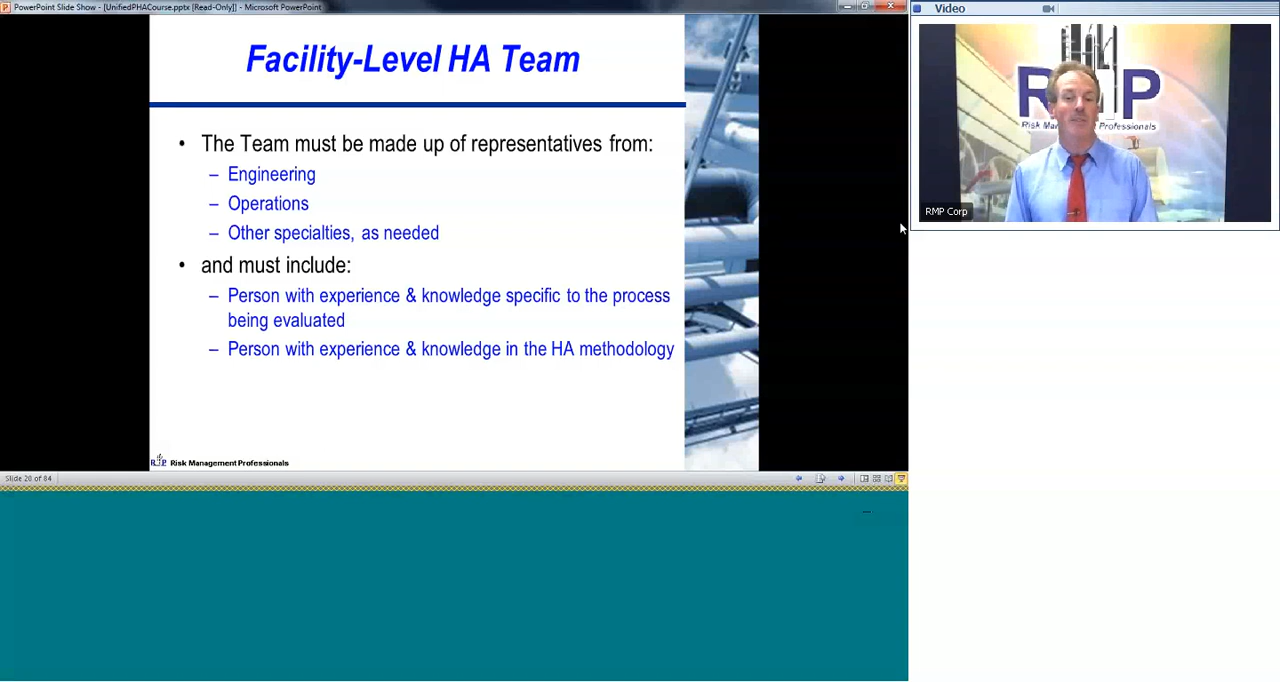 PowerPoint Slide Show - [UnifiedPHACourse.pptx [Read-Only]] - Microsoft PowerPoint
Video
Facility-Level HA Team
• The Team must be made up of representatives from:
– Engineering
– Operations
– Other specialties, as needed
• and must include:
– Person with experience & knowledge specific to the process
being evaluated
– Person with experience & knowledge in the HA methodology
RMP Risk Management Professionals
Slide 20 of 84
R P
Risk Professionals
RMP Corp